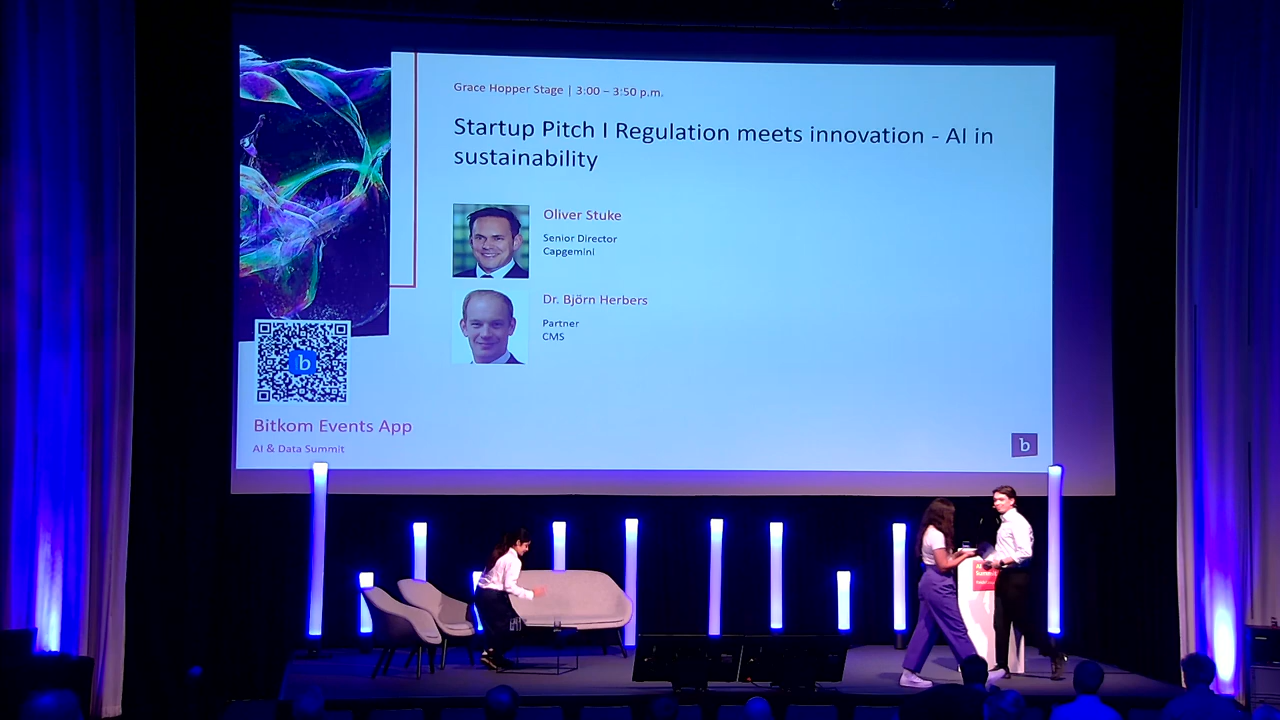 Grace Hopper Stage | 3:00 – 3:50 p.m.
Startup Pitch I Regulation meets innovation - AI in
sustainability
Oliver Stuke
Senior Director
Capgemini
Dr. Björn Herbers
Partner
CMS
b
Bitkom Events App
AI & Data Summit
b